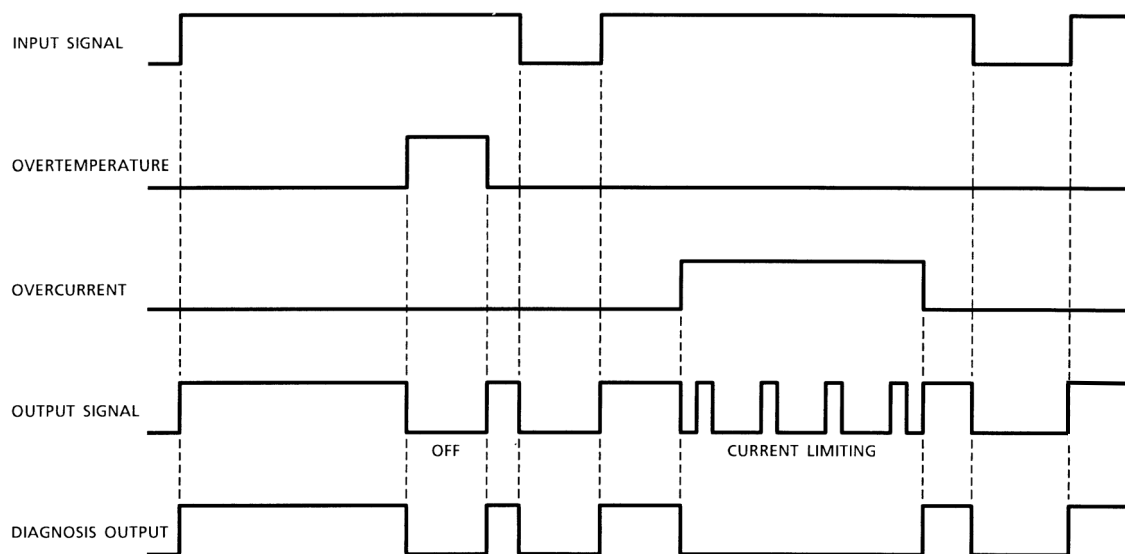 INPUT SIGNAL
OVERTEMPERATURE
OVERCURRENT
OUTPUT SIGNAL
OFF
CURRENT LIMITING
DIAGNOSIS OUTPUT